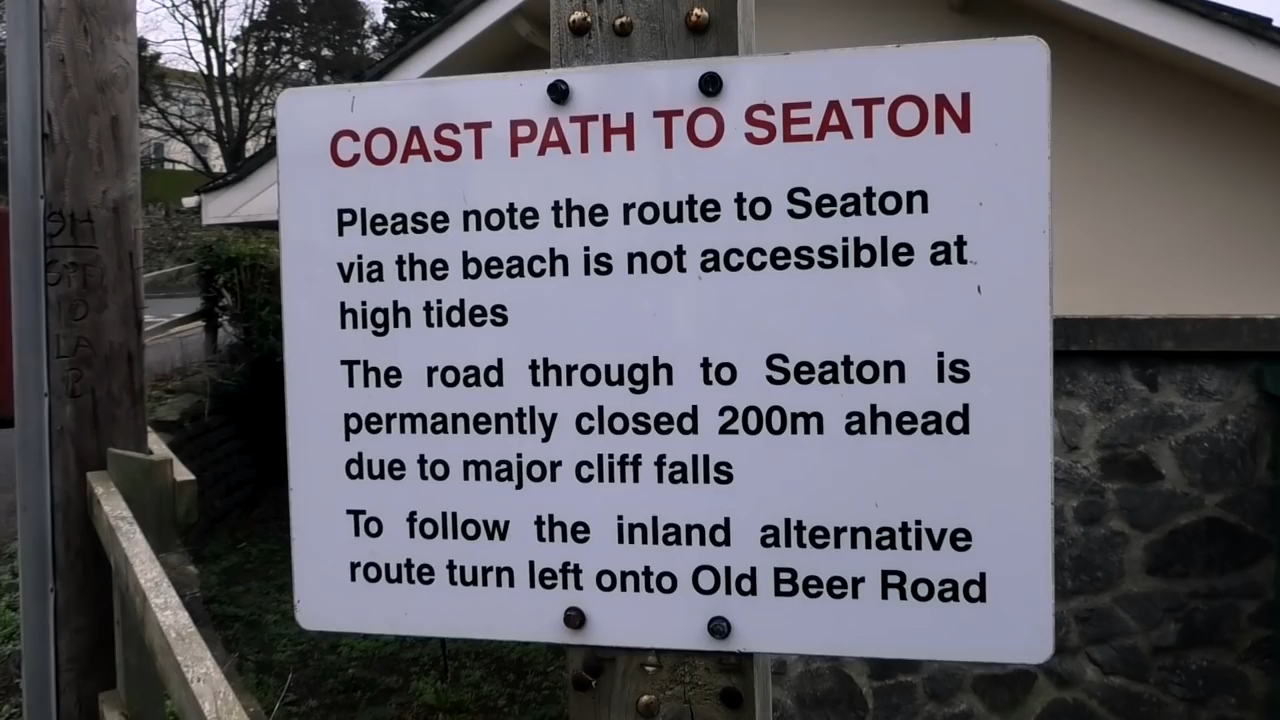 COAST PATH TO SEATON
Please note the route to Seaton
via the beach is not accessible at
high tides
The road through to Seaton is
permanently closed 200m ahead
due to major cliff falls
To follow the inland alternative
route turn left onto Old Beer Road